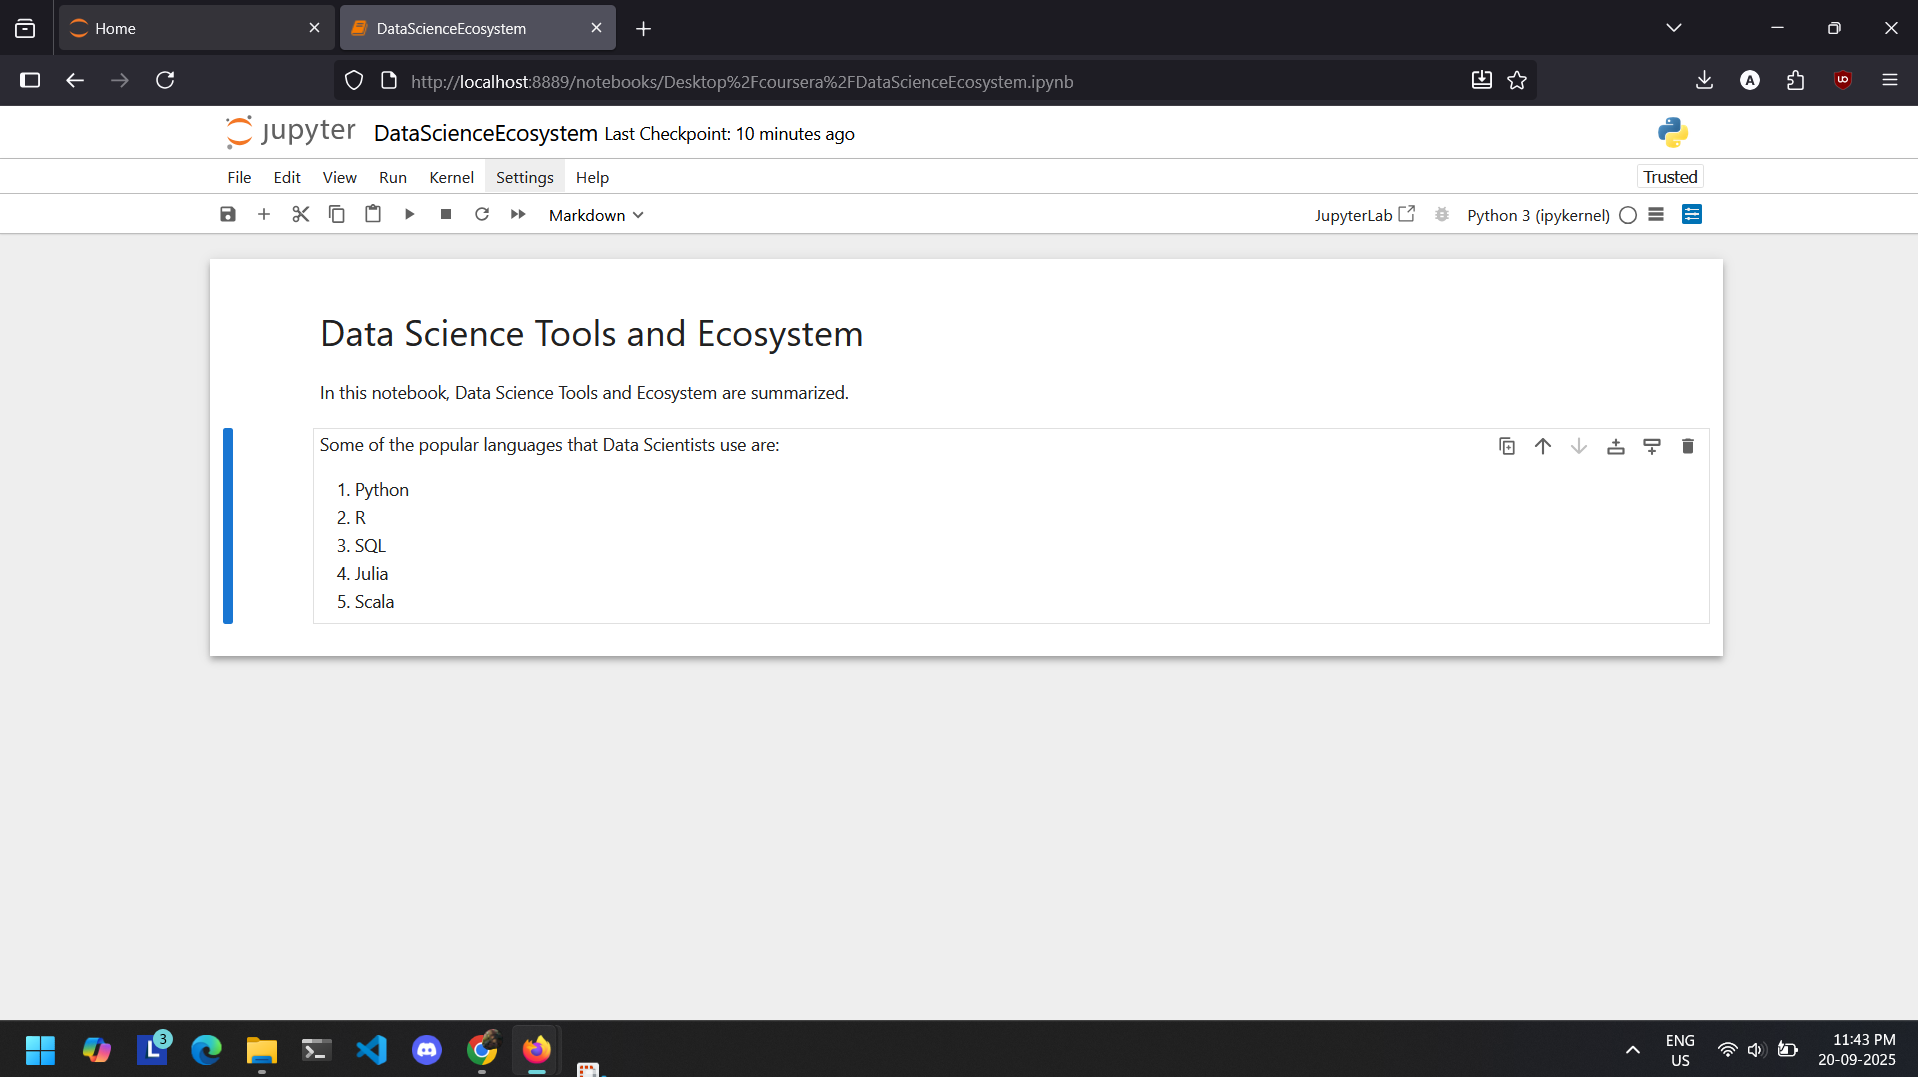 Home
DataScienceEcosystem
http://localhost:8889/notebooks/Desktop%2Fcoursera%2FDataScienceEcosystem.ipynb
A
jupyter DataScienceEcosystem Last Checkpoint: 10 minutes ago
File Edit View Run Kernel Settings Help Trusted
Markdown JupyterLab Python 3 (ipykernel)
Data Science Tools and Ecosystem
In this notebook, Data Science Tools and Ecosystem are summarized.
Some of the popular languages that Data Scientists use are:
1. Python
2. R
3. SQL
4. Julia
5. Scala
L 3
ENG
US
11:43 PM
20-09-2025